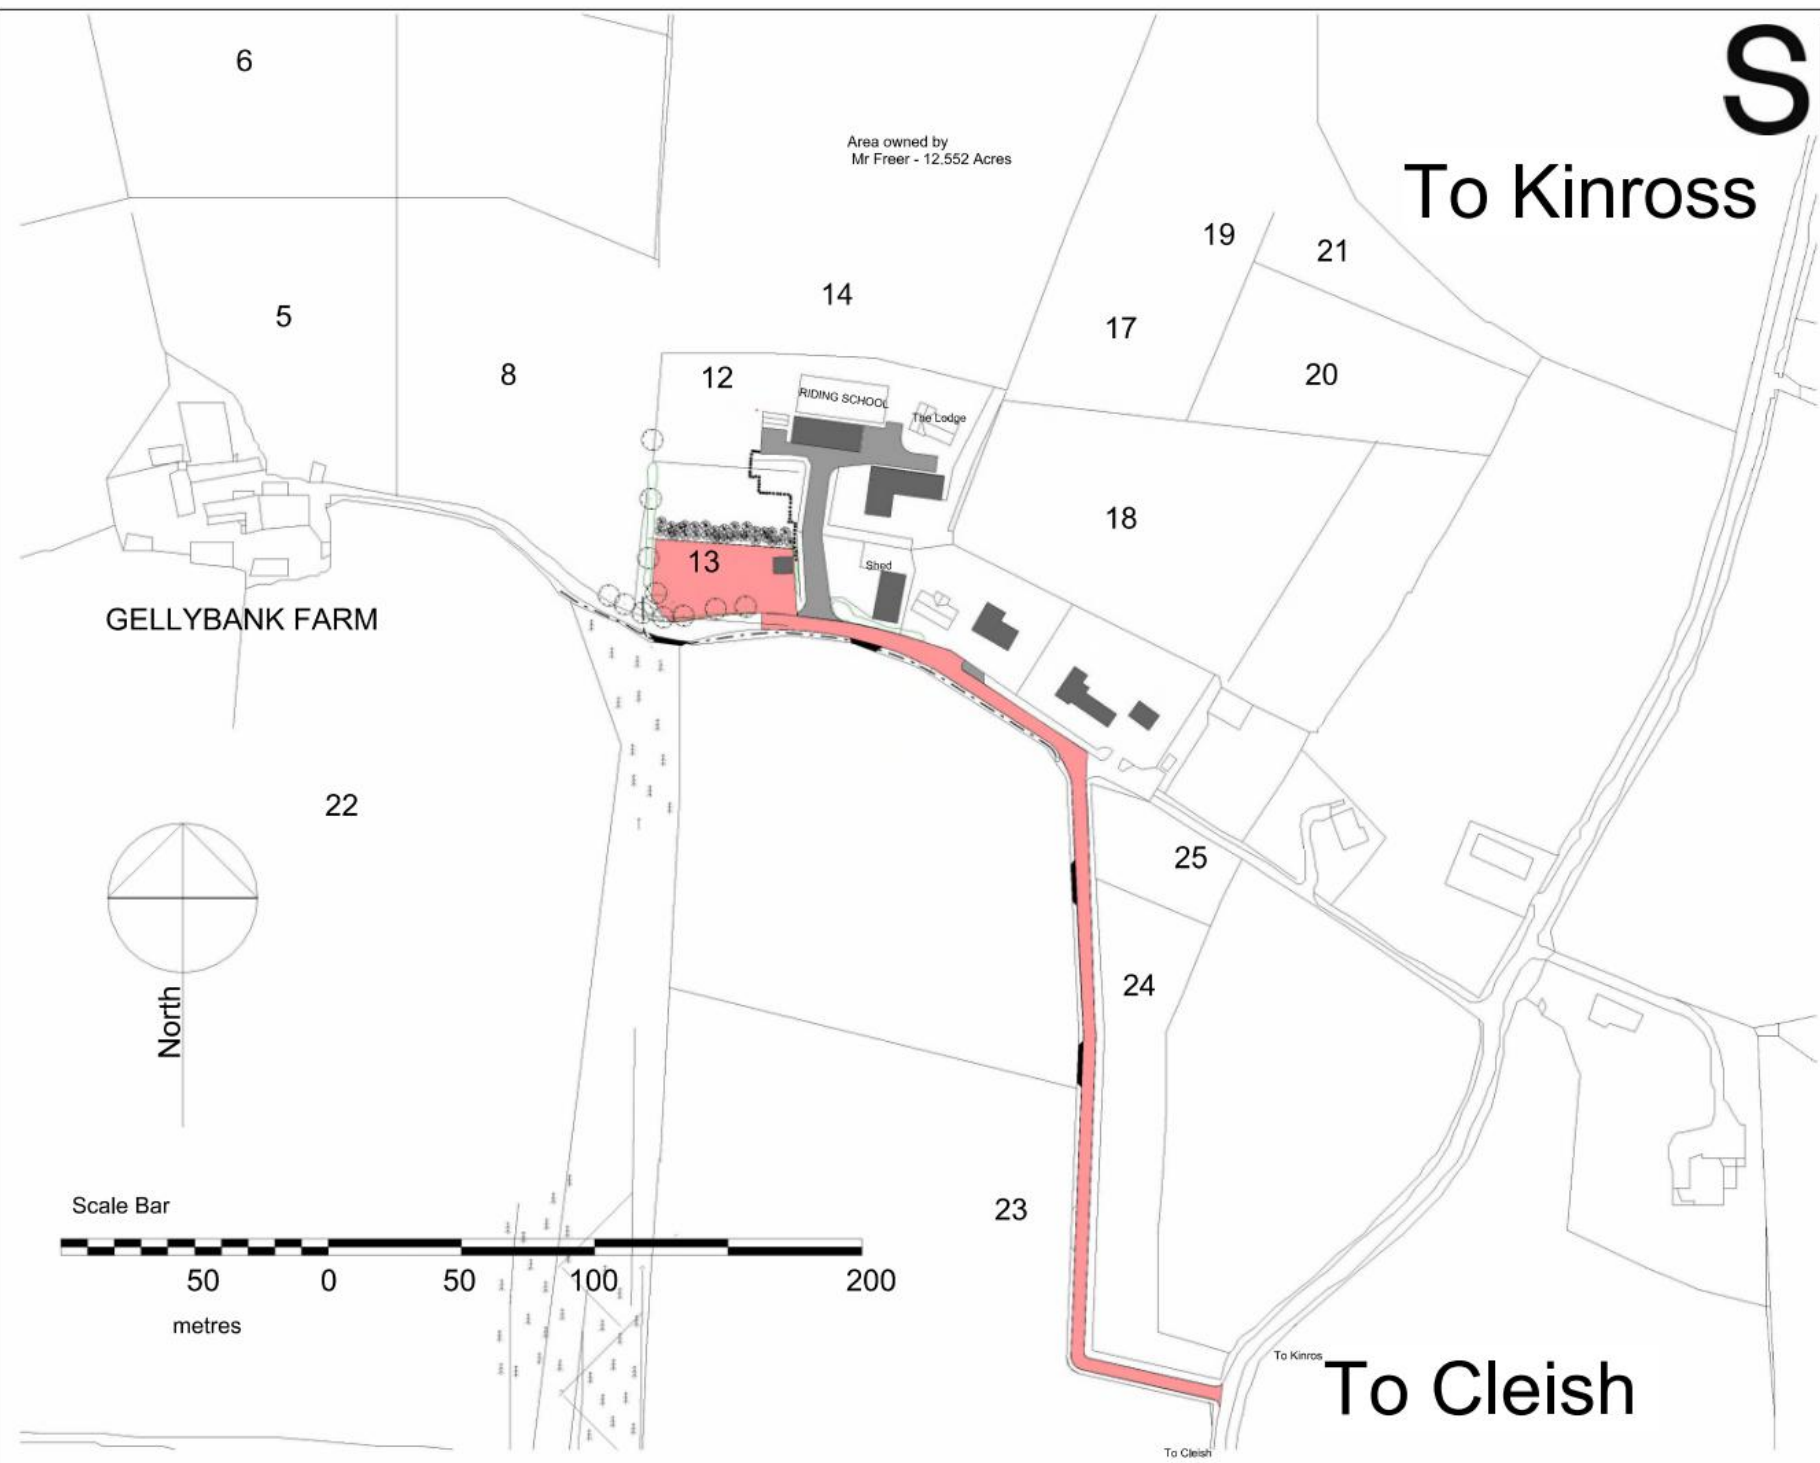 S
6
Area owned by
Mr Freer - 12.552 Acres
To Kinross
19
21
14
5
17
8
12
20
RIDING SCHOOL
The Lodge
18
13
Shed
GELLYBANK FARM
22
25
24
North
Scale Bar
23
50 0 50 100 200
metres
To Kinros
To Cleish
To Cleish